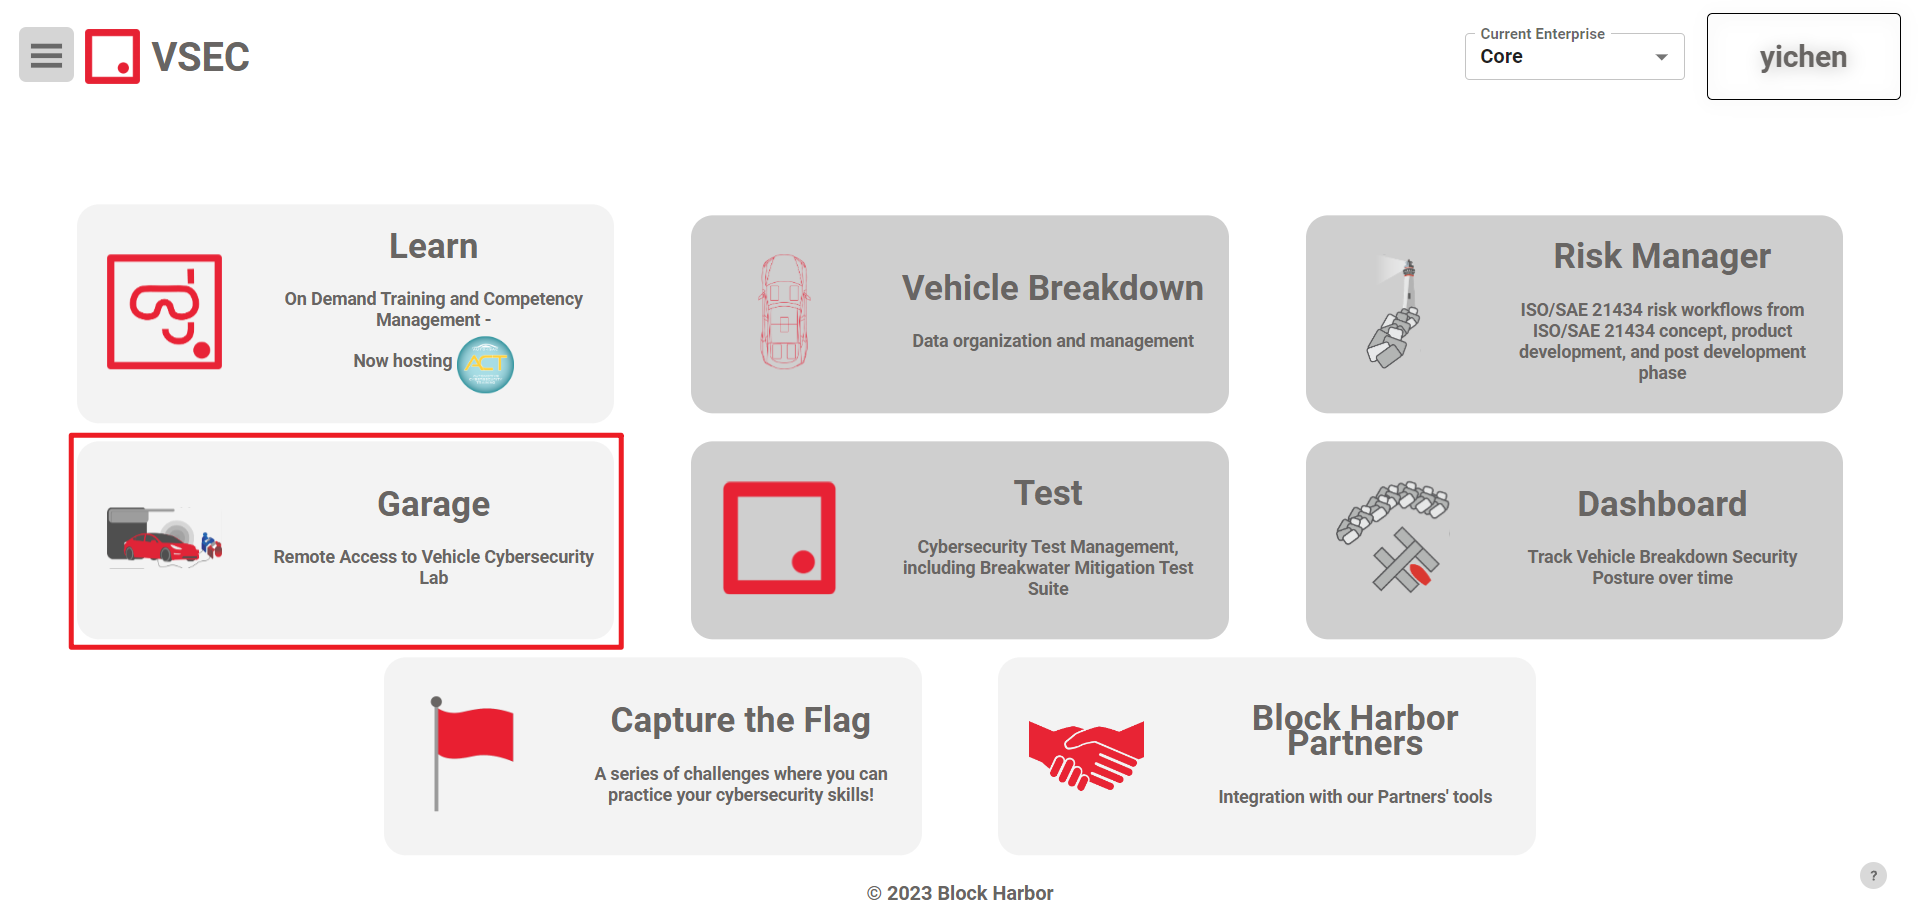 VSEC
Current Enterprise
Core
yichen
Learn
On Demand Training and Competency
Management -
Now hosting
ACT
Vehicle Breakdown
Data organization and management
Risk Manager
ISO/SAE 21434 risk workflows from
ISO/SAE 21434 concept, product
development, and post development
phase
Garage
Remote Access to Vehicle Cybersecurity
Lab
Test
Cybersecurity Test Management,
including Breakwater Mitigation Test
Suite
Dashboard
Track Vehicle Breakdown Security
Posture over time
Capture the Flag
A series of challenges where you can
practice your cybersecurity skills!
Block Harbor
Partners
Integration with our Partners' tools
© 2023 Block Harbor
?